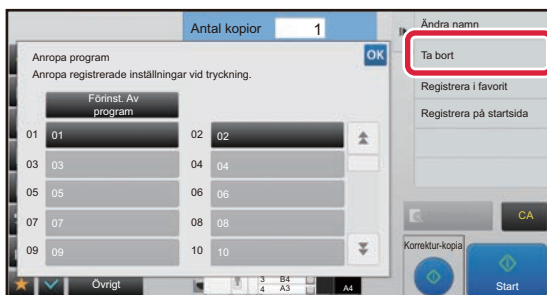 Antal kopior 1
Ändra namn
OK
Ta bort
Anropa program
Anropa registrerade inställningar vid tryckning.
Registrera i favorit
Förinst. Av
program
Registrera på startsida
01 01
02 02
03 03
04 04
05 05
06 06
07 07
08 08
CA
09 09
10 10
Korrektur-kopia
Övrigt
3 B4
4 A3
A4
Start